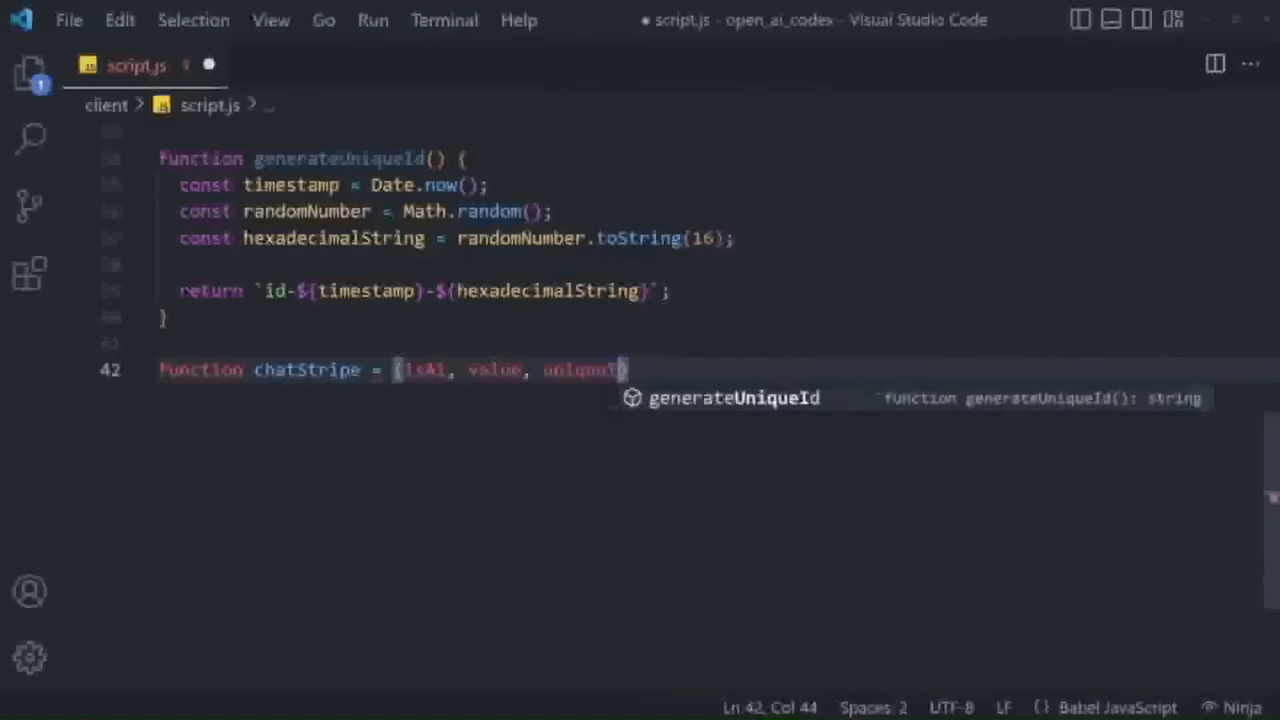 File Edit Selection View Go Run Terminal Help ● script.js - open_ai_codex - Visual Studio Code
script.js 1 ●
1
client > script.js > ...
function generateUniqueId() {
const timestamp = Date.now();
const randomNumber = Math.random();
const hexadecimalString = randomNumber.toString(16);
return `id-${timestamp}-${hexadecimalString}`;
}
42 function chatStripe = (isAi, value,
generateUniqueId `function generateUniqueId(): string
Ln 42, Col 44 Spaces: 2 UTF-8 LF {} Babel JavaScript Ninja